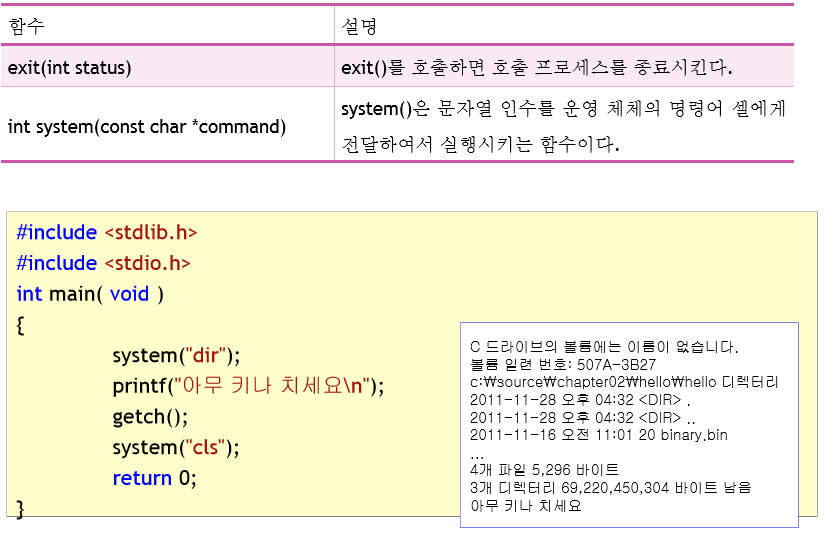 함수 설명
exit(int status) exit()를 호출하면 호출 프로세스를 종료시킨다.
int system(const char *command) system()은 문자열 인수를 운영 체체의 명령어 셀에게
전달하여서 실행시키는 함수이다.
#include <stdlib.h>
#include <stdio.h>
int main( void )
{
system("dir");
printf("아무 키나 치세요\n");
getch();
system("cls");
return 0;
}
C 드라이브의 볼륨에는 이름이 없습니다.
볼륨 일련 번호: 507A-3B27
c:₩source₩chapter02₩hello₩hello 디렉터리
2011-11-28 오후 04:32 <DIR> .
2011-11-28 오후 04:32 <DIR> ..
2011-11-16 오전 11:01 20 binary.bin
...
4개 파일 5,296 바이트
3개 디렉터리 69,220,450,304 바이트 남음
아무 키나 치세요